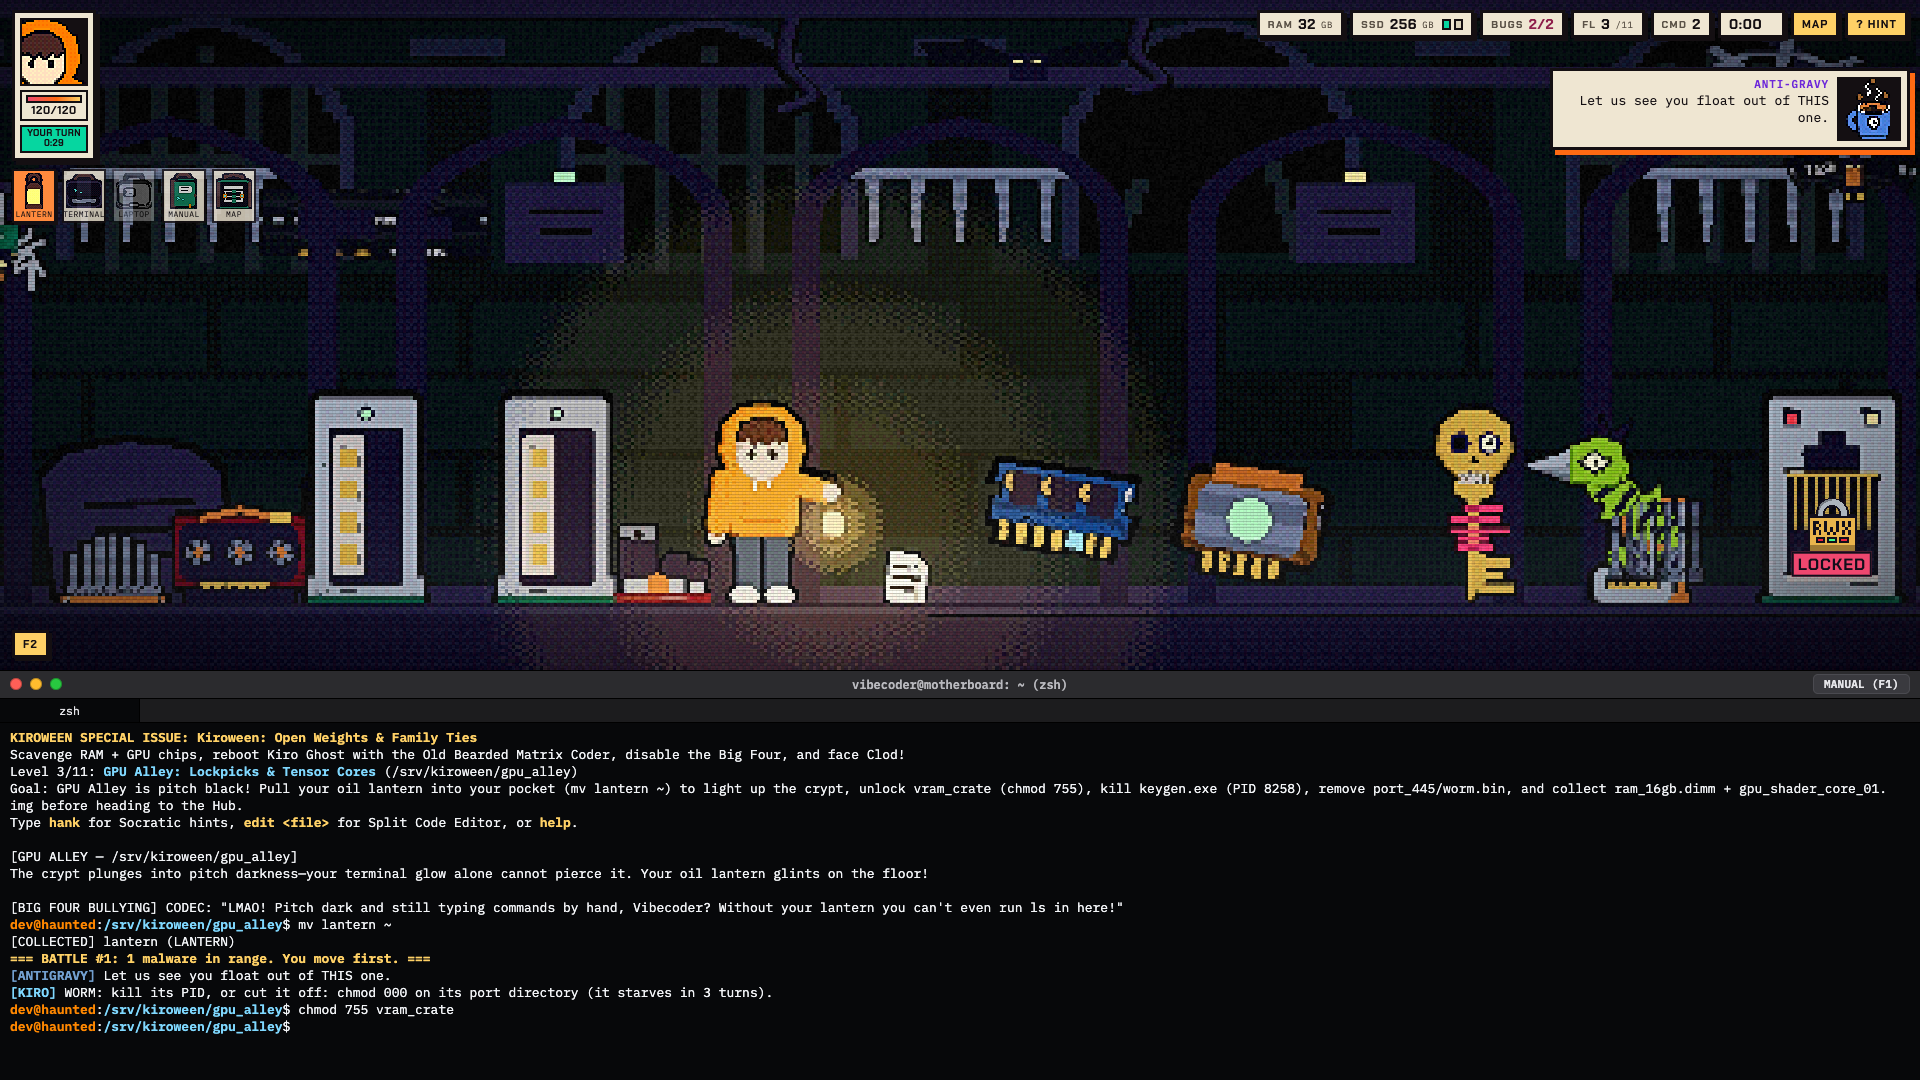 RAM 32 GB
SSD 256 GB
BUGS 2/2
FL 3 /11
CMD 2
0:00
MAP
? HINT
120/120
YOUR TURN
0:29
ANTI-GRAVY
Let us see you float out of THIS
one.
LANTERN
TERMINAL
LAPTOP
MANUAL
MAP
RWX
LOCKED
F2
vibecoder@motherboard: ~ (zsh)
MANUAL (F1)
zsh
KIROWEEN SPECIAL ISSUE: Kiroween: Open Weights & Family Ties
Scavenge RAM + GPU chips, reboot Kiro Ghost with the Old Bearded Matrix Coder, disable the Big Four, and face Clod!
Level 3/11: GPU Alley: Lockpicks & Tensor Cores (/srv/kiroween/gpu_alley)
Goal: GPU Alley is pitch black! Pull your oil lantern into your pocket (mv lantern ~) to light up the crypt, unlock vram_crate (chmod 755), kill keygen.exe (PID 8258), remove port_445/worm.bin, and collect ram_16gb.dimm + gpu_shader_core_01.
img before heading to the Hub.
Type hank for Socratic hints, edit <file> for Split Code Editor, or help.
[GPU ALLEY — /srv/kiroween/gpu_alley]
The crypt plunges into pitch darkness—your terminal glow alone cannot pierce it. Your oil lantern glints on the floor!
[BIG FOUR BULLYING] CODEC: "LMAO! Pitch dark and still typing commands by hand, Vibecoder? Without your lantern you can't even run ls in here!"
dev@haunted:/srv/kiroween/gpu_alley$ mv lantern ~
[COLLECTED] lantern (LANTERN)
=== BATTLE #1: 1 malware in range. You move first. ===
[ANTIGRAVY] Let us see you float out of THIS one.
[KIRO] WORM: kill its PID, or cut it off: chmod 000 on its port directory (it starves in 3 turns).
dev@haunted:/srv/kiroween/gpu_alley$ chmod 755 vram_crate
dev@haunted:/srv/kiroween/gpu_alley$